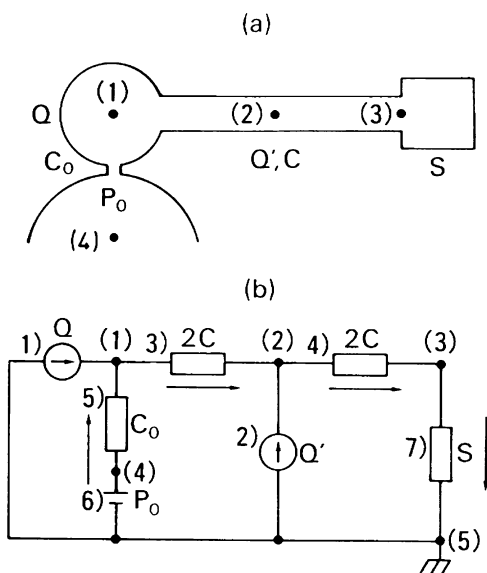 (a)
(1)
Q
(2)
(3)
C₀
Q', C
S
P₀
(4)
(b)
1)
Q
(1)
3)
2C
(2)
4)
2C
(3)
5)
C₀
2)
Q'
7)
S
(4)
6)
P₀
(5)